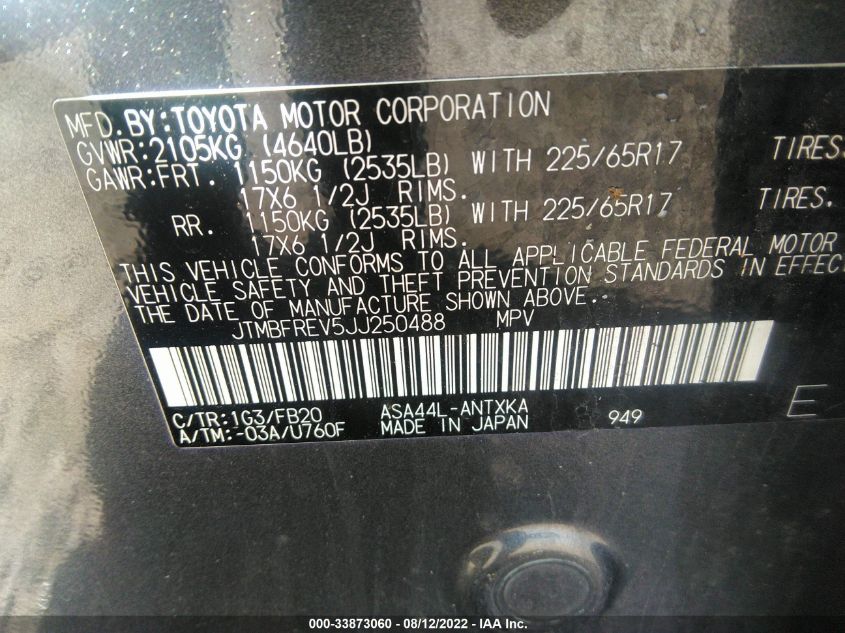 MFD.BY:TOYOTA MOTOR CORPORATION
GVWR:2105KG (4640LB)
GAWR:FRT. 1150KG (2535LB) WITH 225/65R17 TIRES.
17X6 1/2J RIMS.
RR. 1150KG (2535LB) WITH 225/65R17 TIRES.
17X6 1/2J RIMS.
THIS VEHICLE CONFORMS TO ALL APPLICABLE FEDERAL MOTOR
VEHICLE SAFETY AND THEFT PREVENTION STANDARDS IN EFFEC
THE DATE OF MANUFACTURE SHOWN ABOVE.
JTMBFREV5JJ250488 MPV
C/TR:1G3/FB20 ASA44L-ANTXKA 949 E
A/TM:-03A/U760F MADE IN JAPAN
000-33873060 - 08/12/2022 - © IAA Inc.